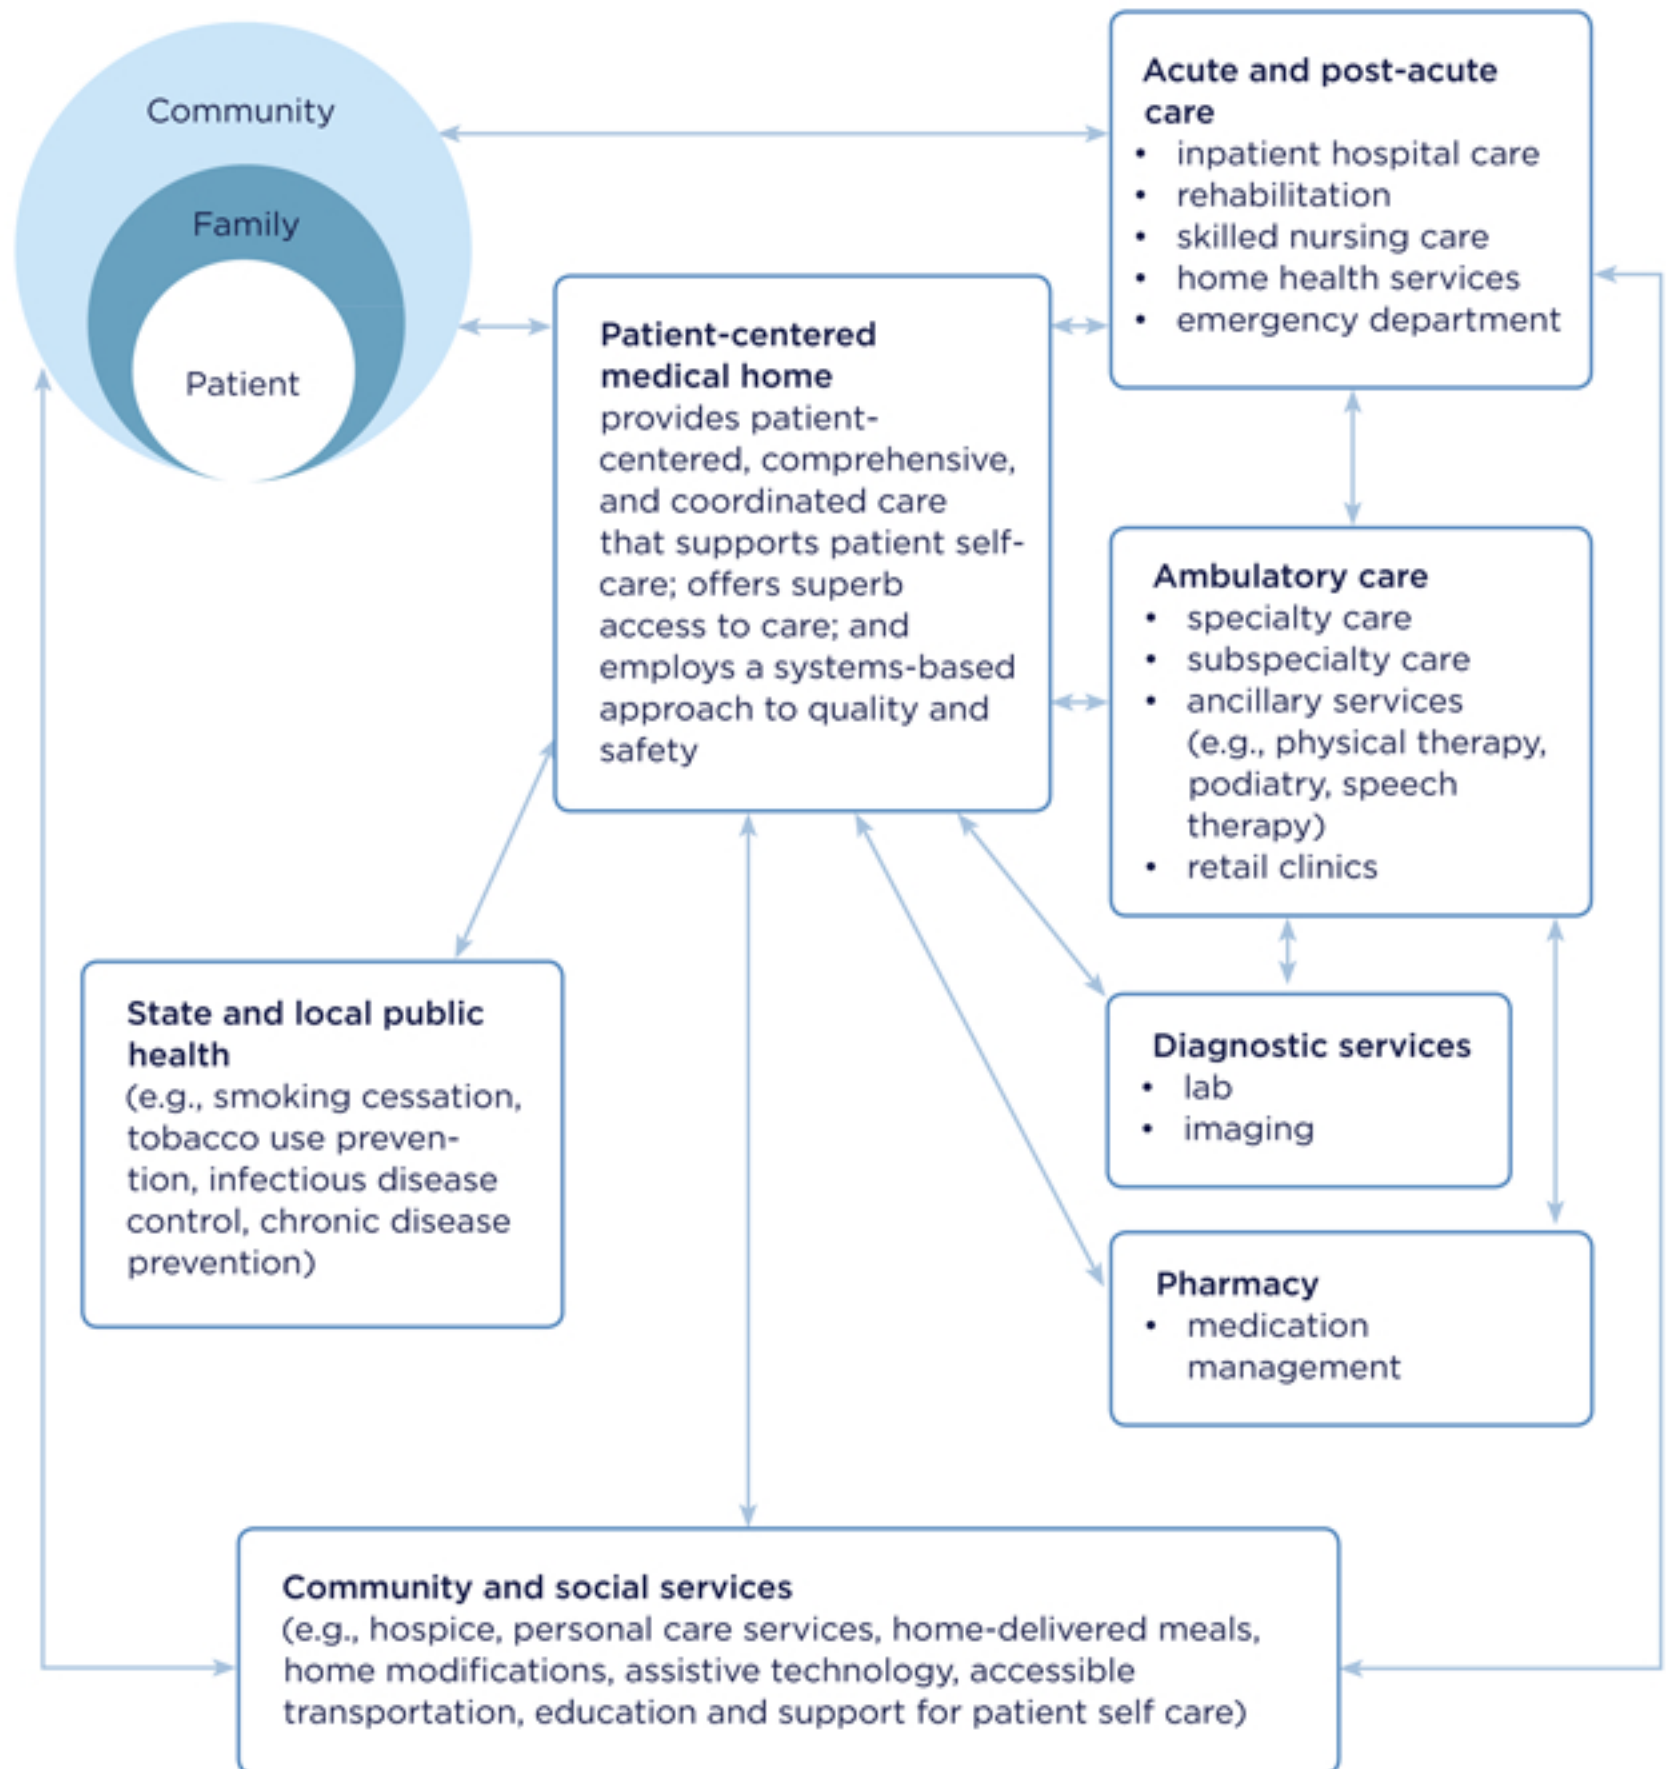 Community
Family
Patient
Acute and post-acute
care
• inpatient hospital care
• rehabilitation
• skilled nursing care
• home health services
• emergency department
Patient-centered
medical home
provides patient-
centered, comprehensive,
and coordinated care
that supports patient self-
care; offers superb
access to care; and
employs a systems-based
approach to quality and
safety
Ambulatory care
• specialty care
• subspecialty care
• ancillary services
(e.g., physical therapy,
podiatry, speech
therapy)
• retail clinics
State and local public
health
(e.g., smoking cessation,
tobacco use preven-
tion, infectious disease
control, chronic disease
prevention)
Diagnostic services
• lab
• imaging
Pharmacy
• medication
management
Community and social services
(e.g., hospice, personal care services, home-delivered meals,
home modifications, assistive technology, accessible
transportation, education and support for patient self care)